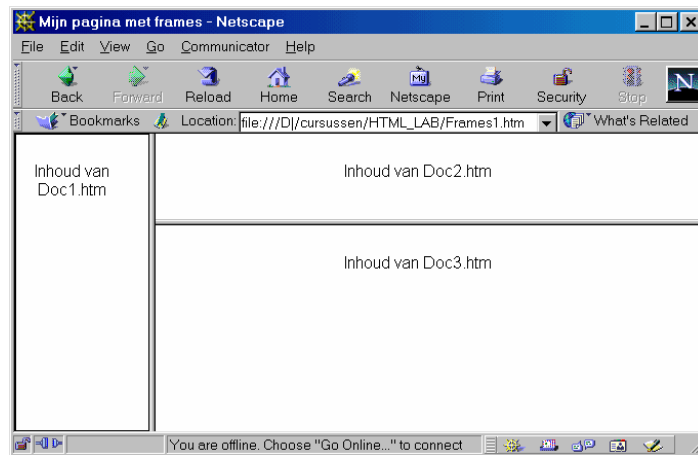 Mijn pagina met frames - Netscape
File Edit View Go Communicator Help
Back Forward Reload Home Search Netscape Print Security Stop
My
N
Bookmarks Location: file:///D|/cursussen/HTML_LAB/Frames1.htm What's Related
Inhoud van
Doc1.htm
Inhoud van Doc2.htm
Inhoud van Doc3.htm
You are offline. Choose "Go Online..." to connect